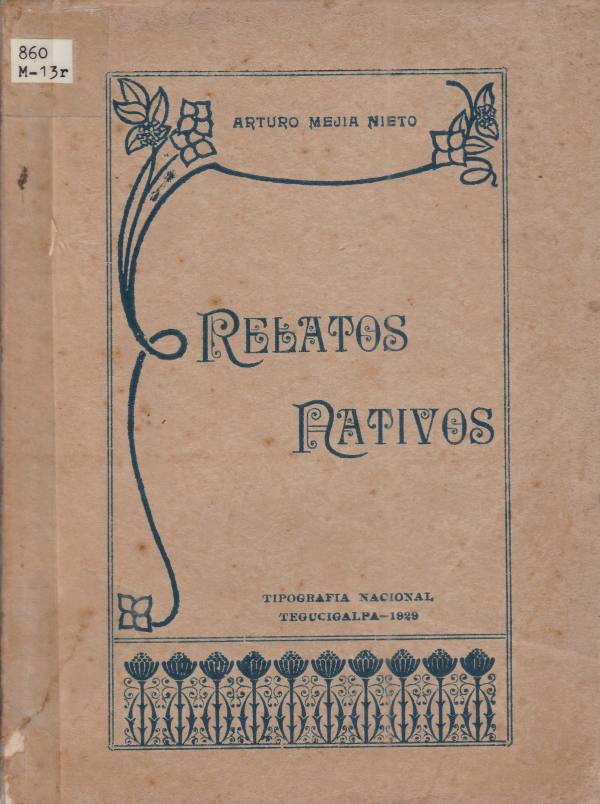 860
M-13r
ARTURO MEJIA NIETO
RELATOS
NATIVOS
TIPOGRAFIA NACIONAL
TEGUCIGALPA—1929